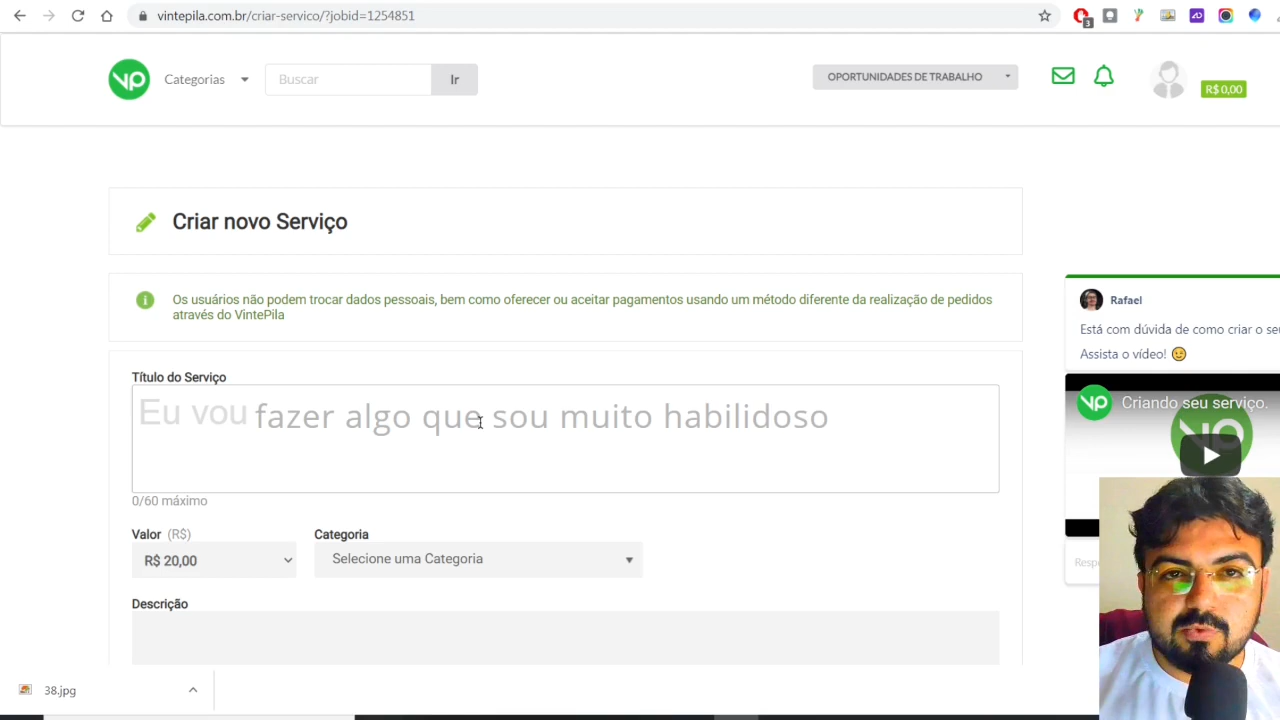 vintepila.com.br/criar-servico/?jobid=1254851
3
vp
Categorias
Buscar
Ir
OPORTUNIDADES DE TRABALHO
R$ 0,00
Criar novo Serviço
Os usuários não podem trocar dados pessoais, bem como oferecer ou aceitar pagamentos usando um método diferente da realização de pedidos
através do VintePila
Rafael
Está com dúvida de como criar o seu
Assista o vídeo! 😉
vp Criando seu serviço.
Título do Serviço
Eu vou fazer algo que sou muito habilidoso
0/60 máximo
Valor (R$)
Categoria
R$ 20,00
Selecione uma Categoria
Descrição
38.jpg